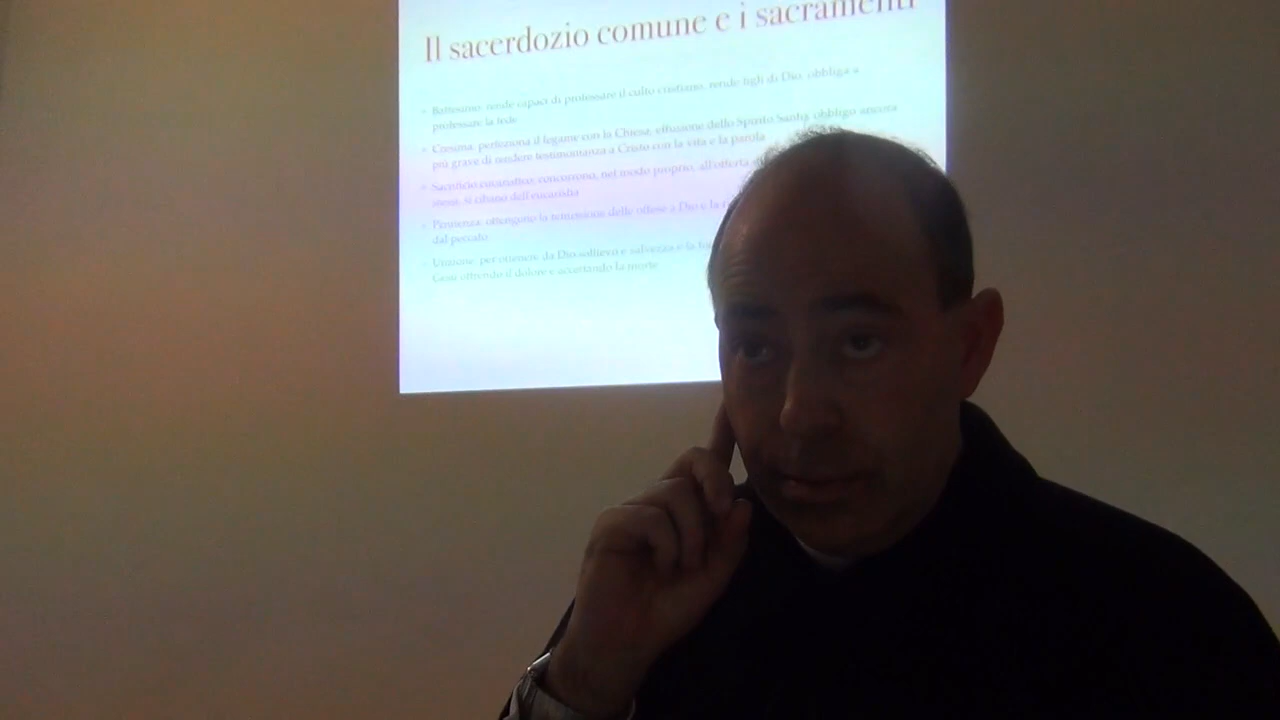 Il sacerdozio comune e i sacramenti
Battesimo: rende capaci di professare il culto cristiano, rende figli di Dio, obbliga a
professare la fede
Cresima: perfeziona il legame con la Chiesa, effusione dello Spirito Santo, obbligo ancora
più grave di rendere testimonianza a Cristo con la vita e la parola
Sacrificio eucaristico: concorrono, nel modo proprio, all'offerta
messa, si cibano dell'eucaristia
Penitenza: ottengono la remissione delle offese a Dio e la
dal peccato
Unzione: per ottenere da Dio sollievo e salvezza e la
Gesù offrendo il dolore e accettando la morte